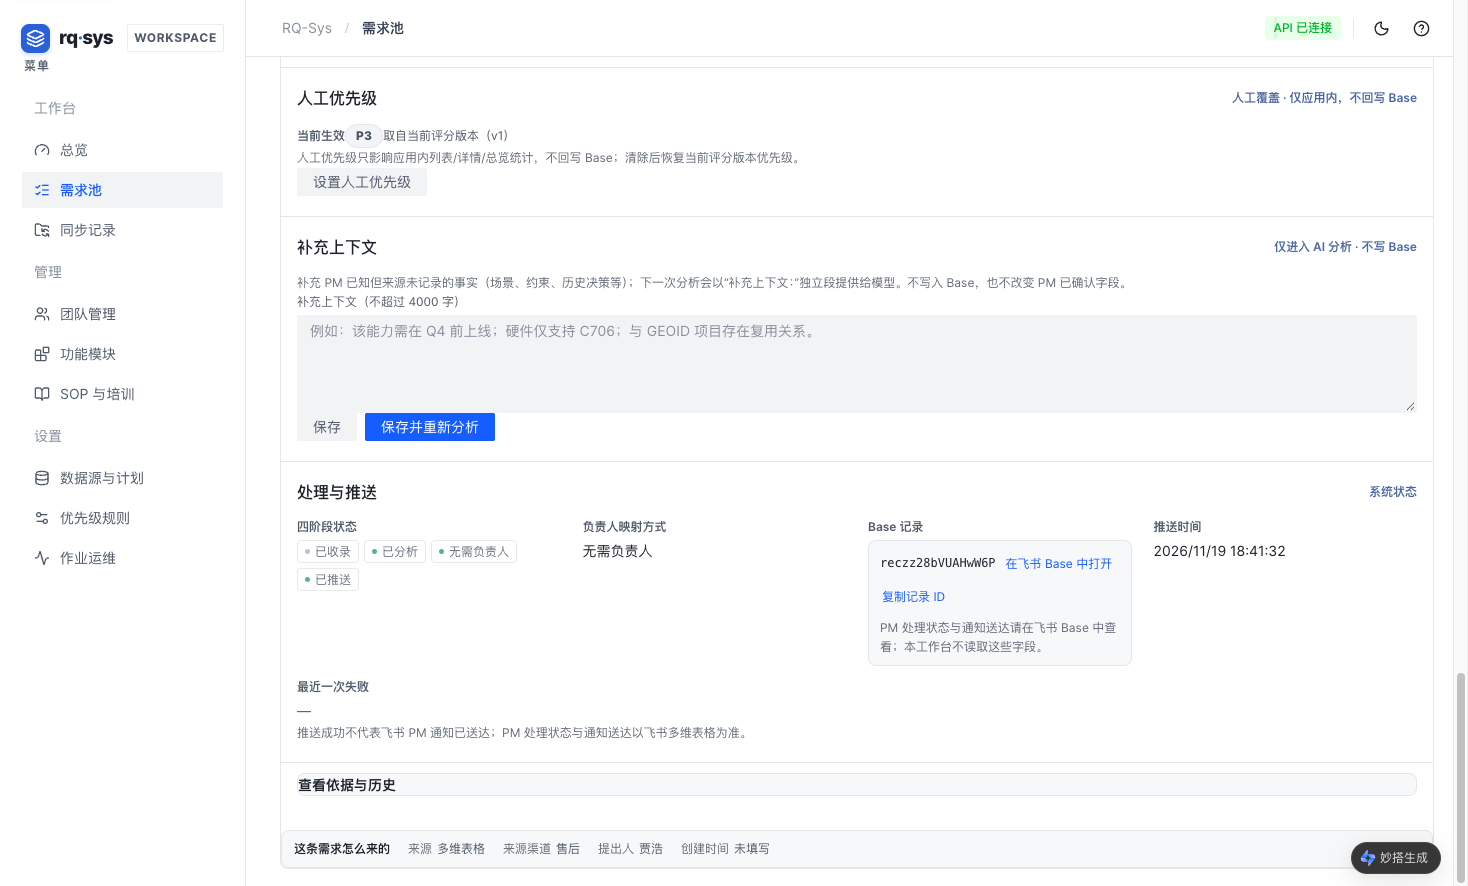 rq·sys WORKSPACE
菜单
工作台
总览
需求池
同步记录
管理
团队管理
功能模块
SOP 与培训
设置
数据源与计划
优先级规则
作业运维
RQ-Sys / 需求池
API 已连接
人工优先级
人工覆盖 · 仅应用内，不回写 Base
当前生效 P3 取自当前评分版本（v1）
人工优先级只影响应用内列表/详情/总览统计，不回写 Base；清除后恢复当前评分版本优先级。
设置人工优先级
补充上下文
仅进入 AI 分析 · 不写 Base
补充 PM 已知但来源未记录的事实（场景、约束、历史决策等）；下一次分析会以“补充上下文：”独立段提供给模型。不写入 Base，也不改变 PM 已确认字段。
补充上下文（不超过 4000 字）
例如：该能力需在 Q4 前上线；硬件仅支持 C706；与 GEOID 项目存在复用关系。
保存 保存并重新分析
处理与推送
系统状态
四阶段状态
已收录 已分析 无需负责人
已推送
负责人映射方式
无需负责人
Base 记录
reczz28bVUAHwW6P 在飞书 Base 中打开
复制记录 ID
PM 处理状态与通知送达请在飞书 Base 中查
看；本工作台不读取这些字段。
推送时间
2026/11/19 18:41:32
最近一次失败
—
推送成功不代表飞书 PM 通知已送达；PM 处理状态与通知送达以飞书多维表格为准。
查看依据与历史
这条需求怎么来的 来源 多维表格 来源渠道 售后 提出人 贾浩 创建时间 未填写
妙搭生成